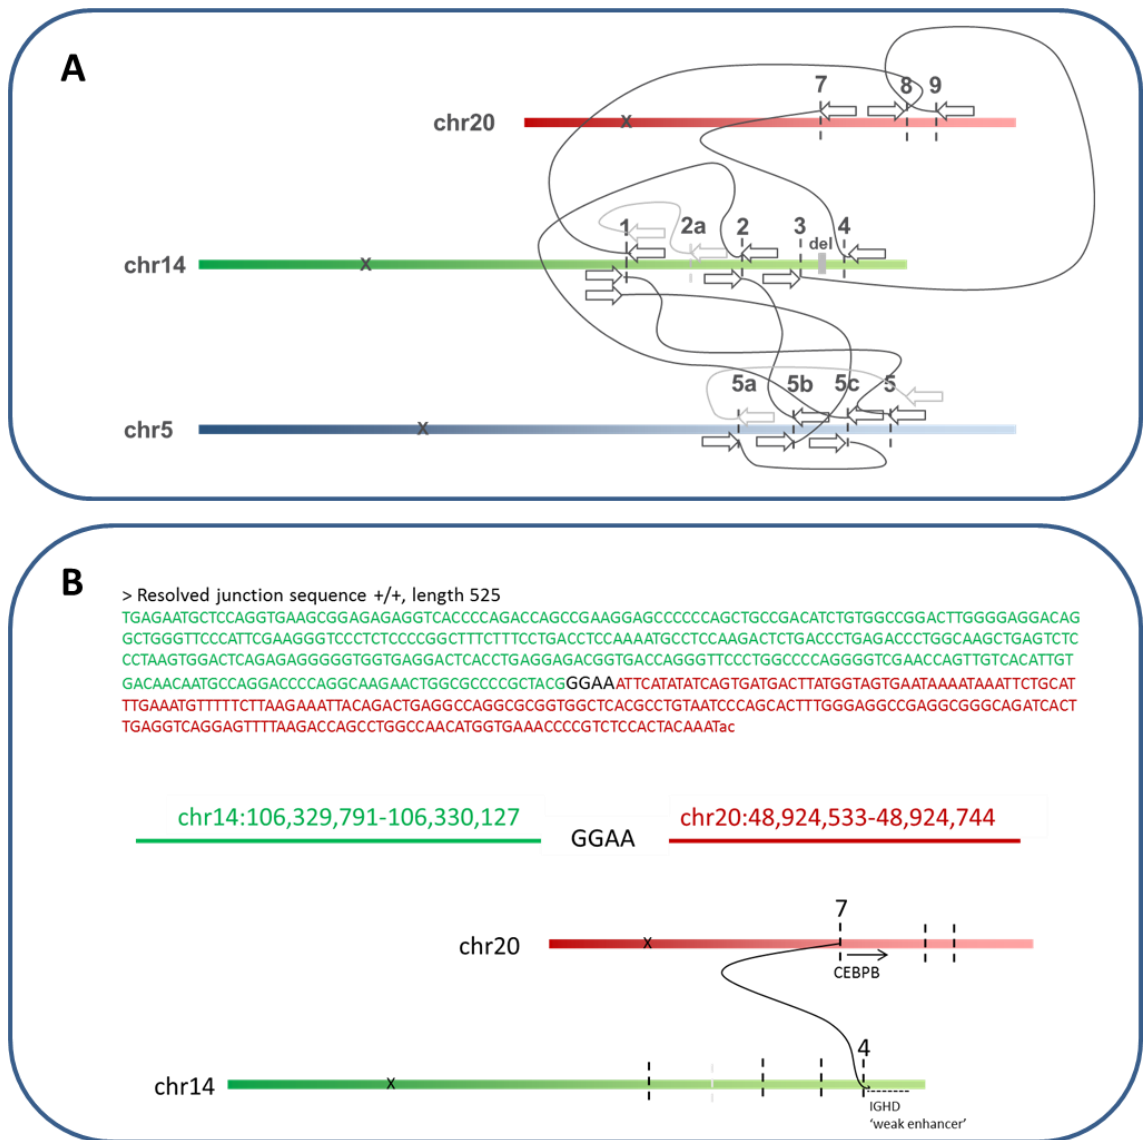 A
7 8 9
chr20 X
1 2a 2 3 4
del
chr14 X
5a 5b 5c 5
chr5 X
B
> Resolved junction sequence +/+, length 525
TGAGAATGCTCCAGGTGAAGCGGAGAGAGGTCACCCCAGACCAGCCGAAGGAGCCCCCCAGCTGCCGACATCTGTGGCCGGACTTGGGGAGGACAG
GCTGGGTTCCCATTCGAAGGGTCCCTCTCCCCGGCTTTCTTTCCTGACCTCCAAAATGCCTCCAAGACTCTGACCCTGAGACCCTGGCAAGCTGAGTCTC
CCTAAGTGGACTCAGAGAGGGGGTGGTGAGGACTCACCTGAGGAGACGGTGACCAGGGTTCCCTGGCCCCAGGGGTCGAACCAGTTGTCACATTGT
GACAACAATGCCAGGACCCCAGGCAAGAACTGGCGCCCCGCTACGGGAAATTCATATATCAGTGATGACTTATGGTAGTGAATAAAATAAATTCTGCAT
TTGAAATGTTTTTCTTAAGAAATTACAGACTGAGGCCAGGCGCGGTGGCTCACGCCTGTAATCCCAGCACTTTGGGAGGCCGAGGCGGGCAGATCACT
TGAGGTCAGGAGTTTTAAGACCAGCCTGGCCAACATGGTGAAACCCCGTCTCCACTACAAATac
chr14:106,329,791-106,330,127 GGAA chr20:48,924,533-48,924,744
7
chr20 X
CEBPB
4
chr14 X
IGHD
'weak enhancer'